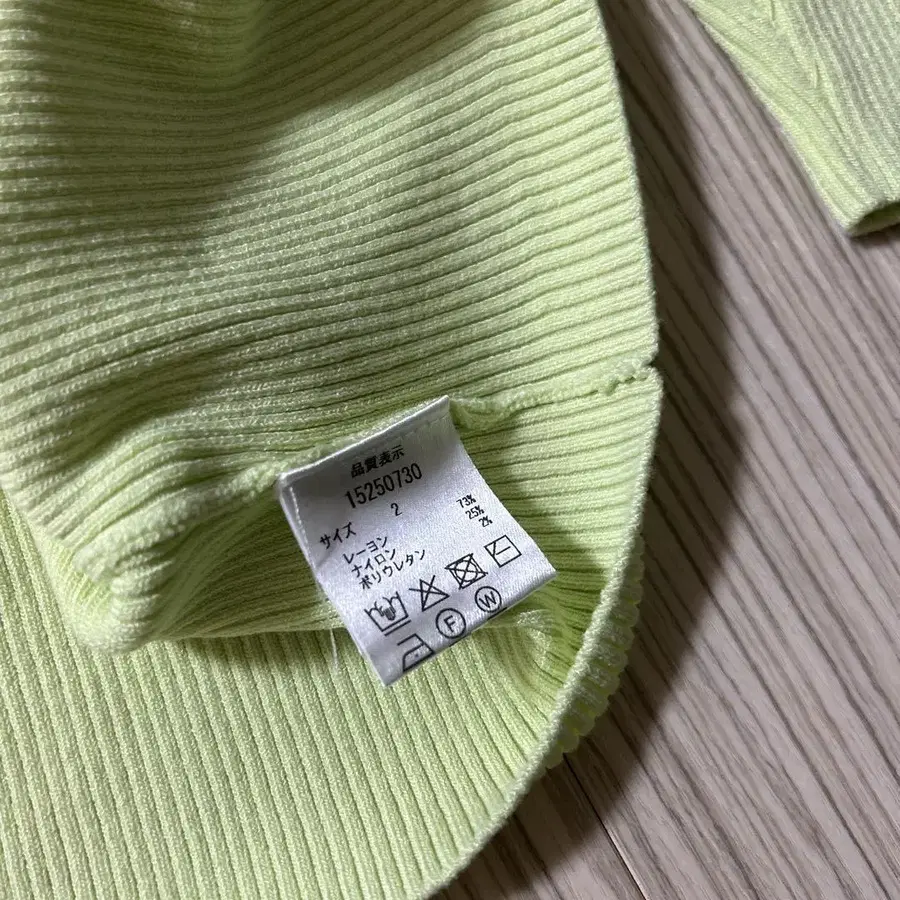 品質表示
15250730
サイズ 2
レーヨン 73%
ナイロン 25%
ポリウレタン 2%
F W